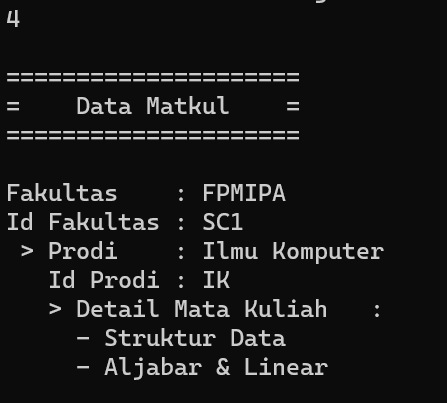 4
=====================
=    Data Matkul    =
=====================
Fakultas    : FPMIPA
Id Fakultas : SC1
 > Prodi    : Ilmu Komputer
   Id Prodi : IK
   > Detail Mata Kuliah   :
     - Struktur Data
     - Aljabar & Linear